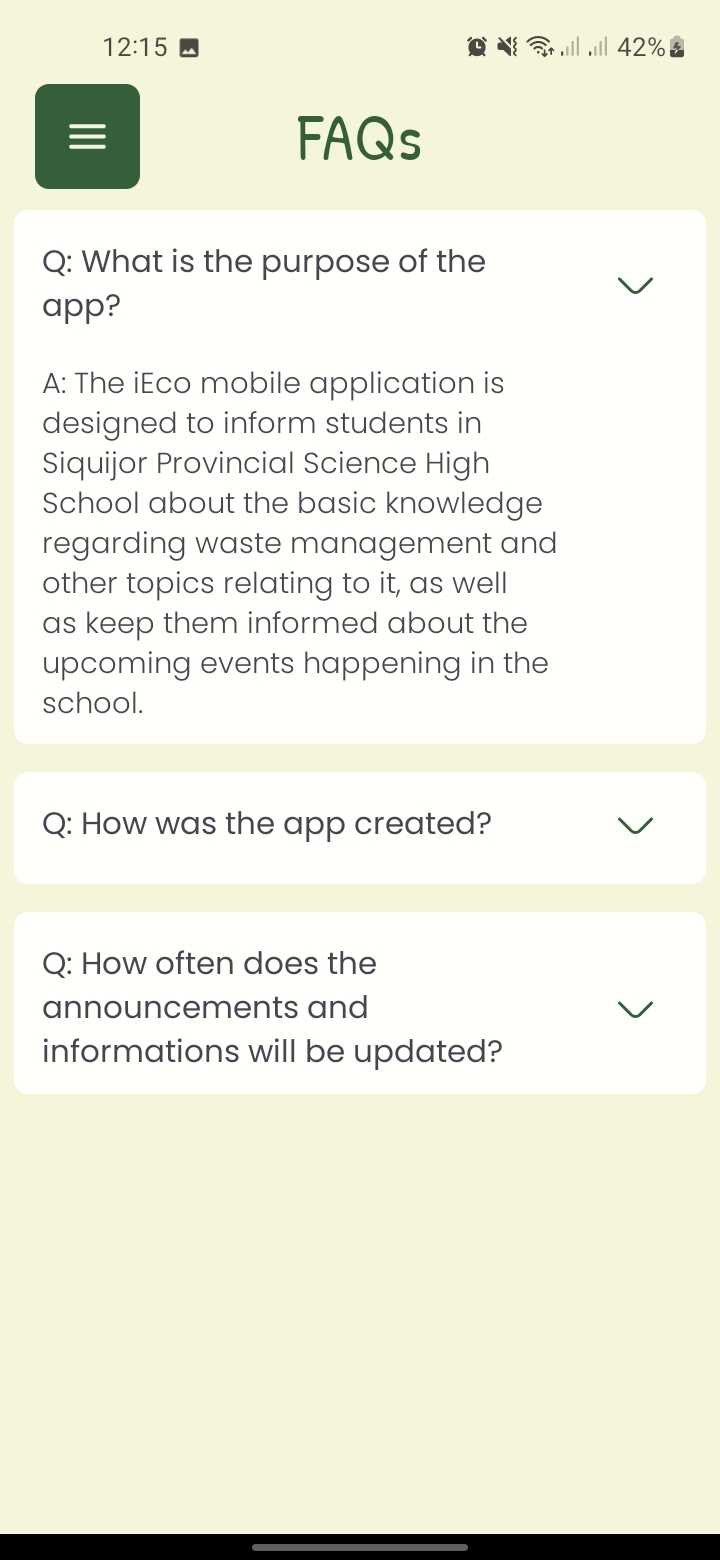 12:15
42%
FAQs
Q: What is the purpose of the
app?
A: The iEco mobile application is
designed to inform students in
Siquijor Provincial Science High
School about the basic knowledge
regarding waste management and
other topics relating to it, as well
as keep them informed about the
upcoming events happening in the
school.
Q: How was the app created?
Q: How often does the
announcements and
informations will be updated?